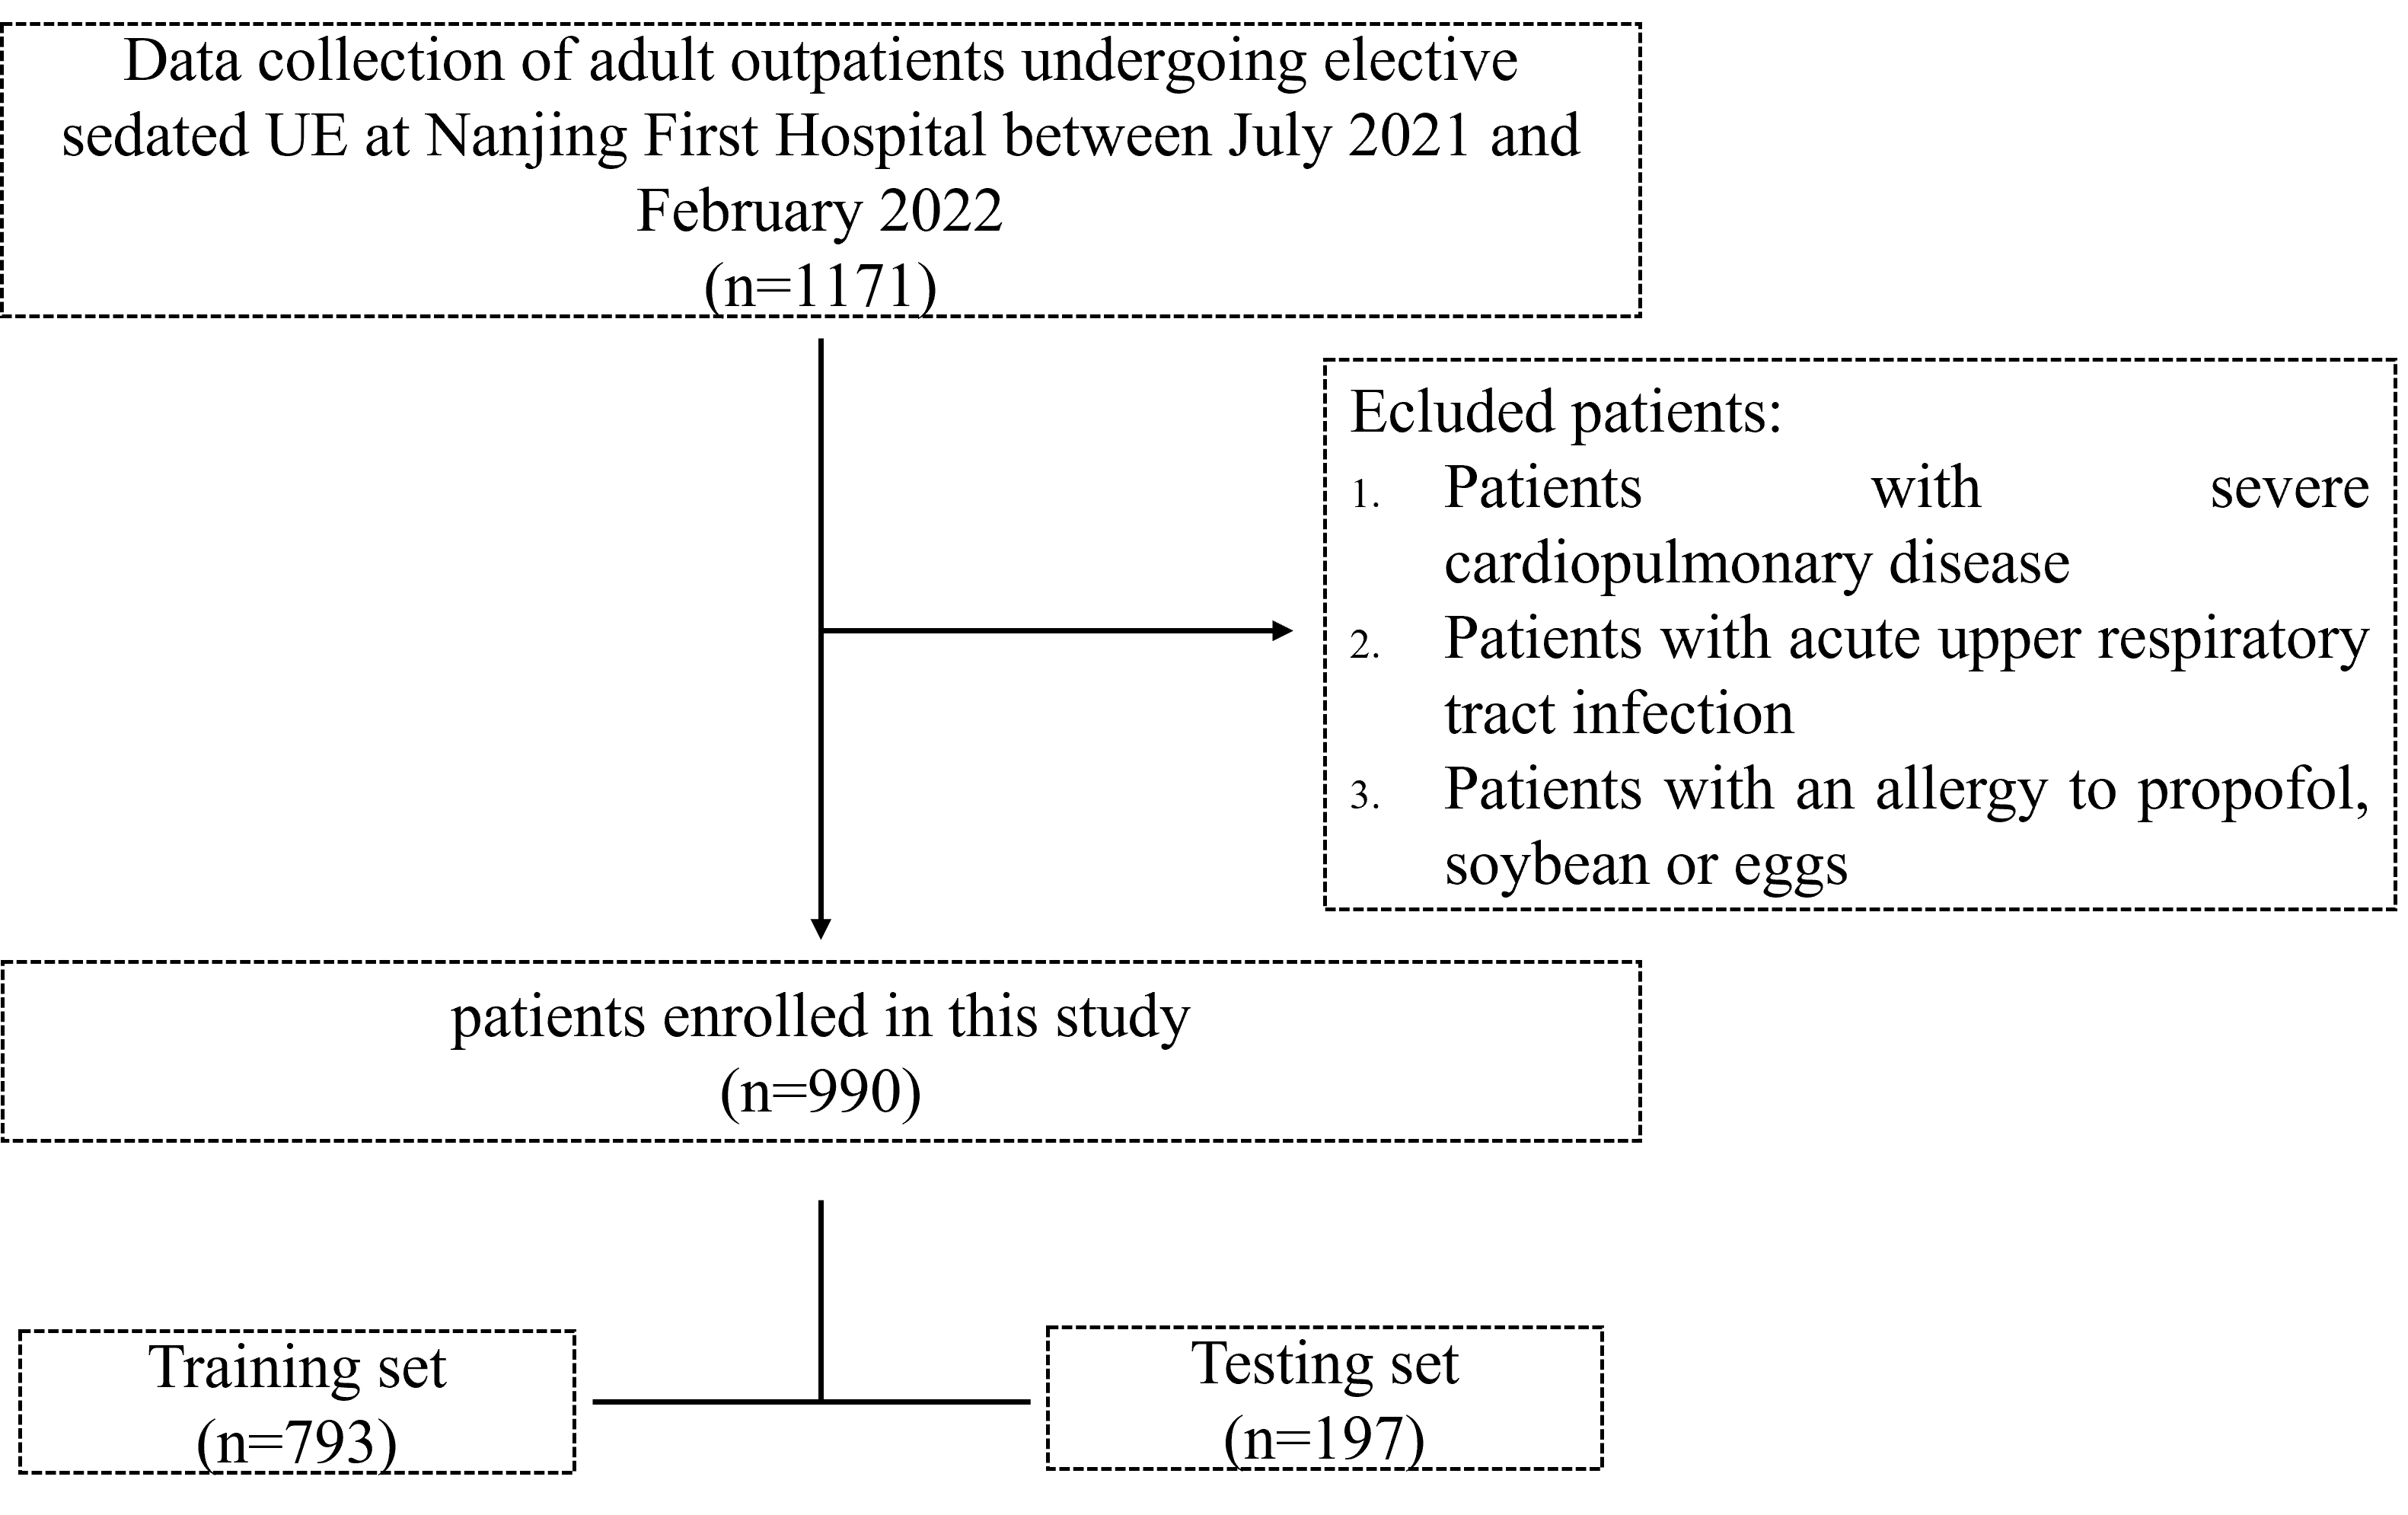 Data collection of adult outpatients undergoing elective
sedated UE at Nanjing First Hospital between July 2021 and
February 2022
(n=1171)
Ecluded patients:
1. Patients with severe
cardiopulmonary disease
2. Patients with acute upper respiratory
tract infection
3. Patients with an allergy to propofol,
soybean or eggs
patients enrolled in this study
(n=990)
Training set
(n=793)
Testing set
(n=197)